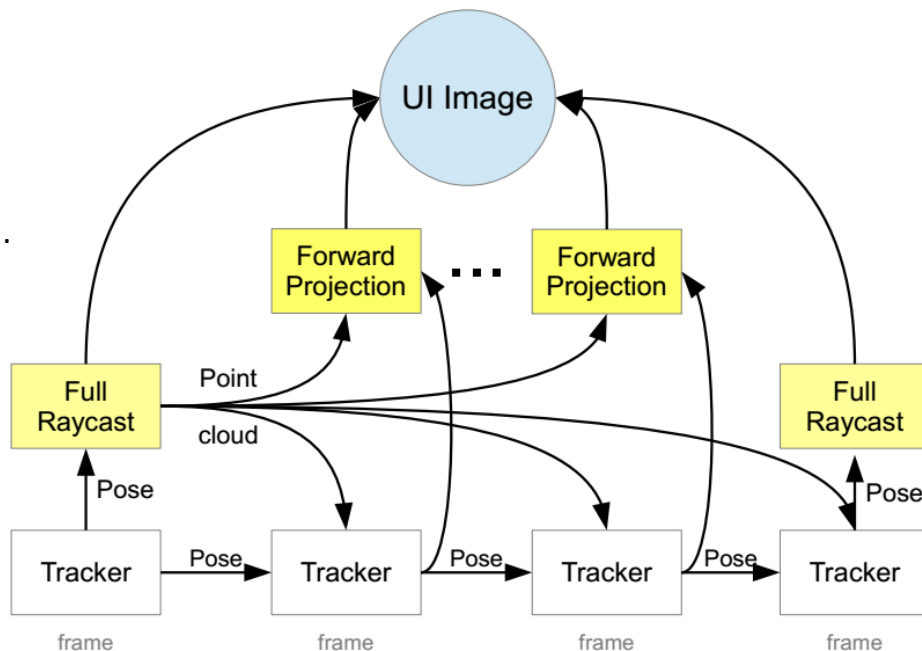 UI Image
Forward
Projection
...
Forward
Projection
Full
Raycast
Point
cloud
Full
Raycast
Pose
Pose
Tracker
Pose
Tracker
Pose
Tracker
Pose
Tracker
frame
frame
frame
frame